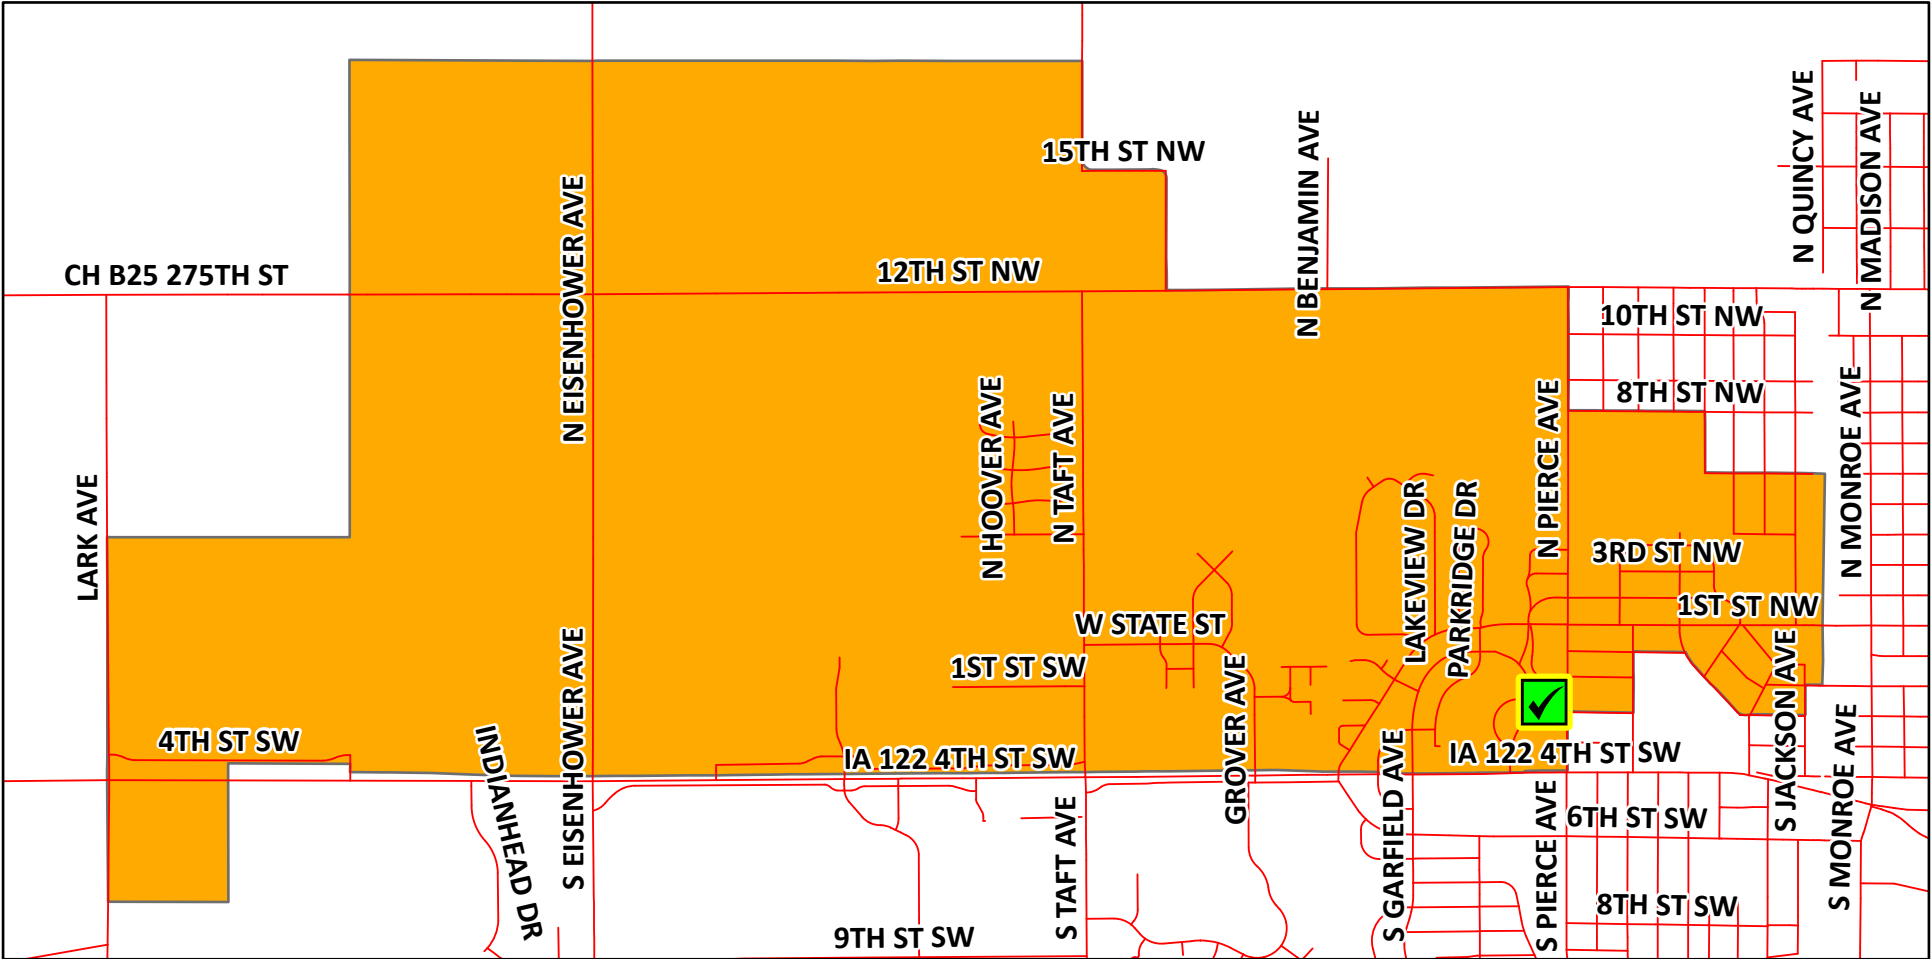 N QUINCY AVE
N MADISON AVE
15TH ST NW
N BENJAMIN AVE
N EISENHOWER AVE
CH B25 275TH ST
12TH ST NW
10TH ST NW
8TH ST NW
N HOOVER AVE
N TAFT AVE
N PIERCE AVE
N MONROE AVE
LARK AVE
LAKEVIEW DR
PARKRIDGE DR
3RD ST NW
1ST ST NW
W STATE ST
1ST ST SW
GROVER AVE
S EISENHOWER AVE
S JACKSON AVE
4TH ST SW
INDIANHEAD DR
IA 122 4TH ST SW
IA 122 4TH ST SW
S GARFIELD AVE
S MONROE AVE
S TAFT AVE
S PIERCE AVE
6TH ST SW
8TH ST SW
9TH ST SW